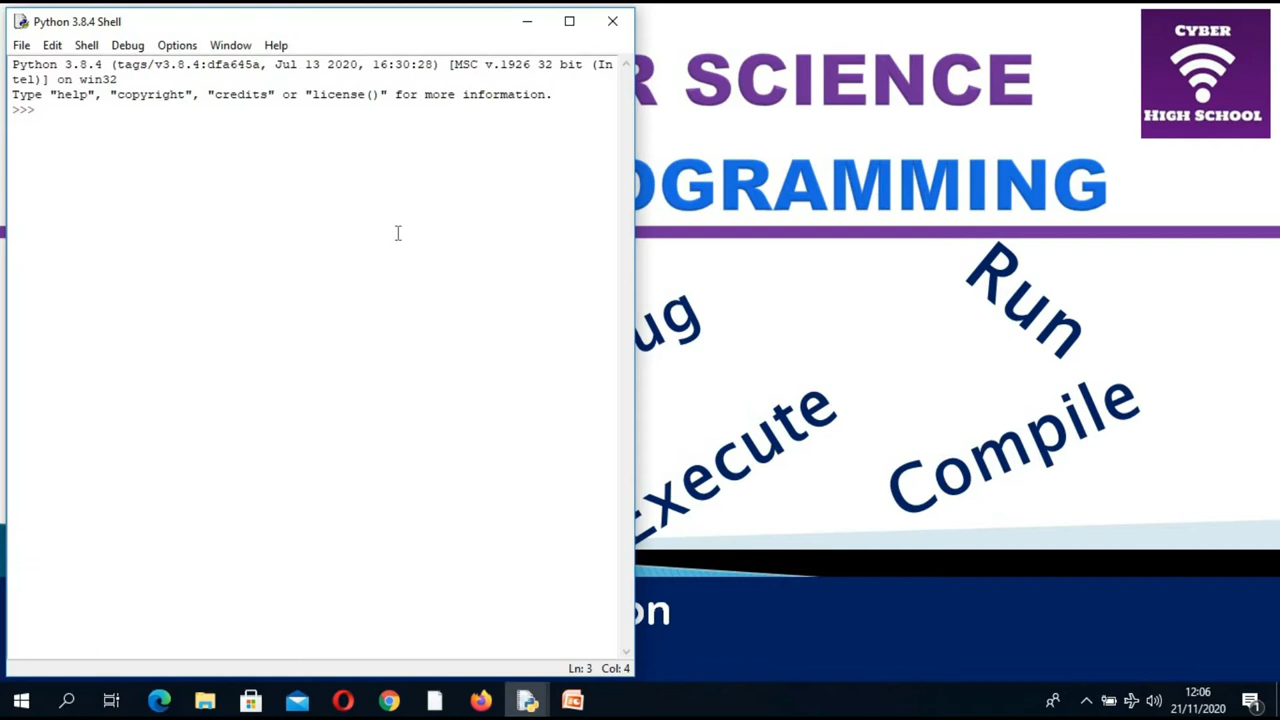 Python 3.8.4 Shell
File Edit Shell Debug Options Window Help
Python 3.8.4 (tags/v3.8.4:dfa645a, Jul 13 2020, 16:30:28) [MSC v.1926 32 bit (In
tel)] on win32
Type "help", "copyright", "credits" or "license()" for more information.
>>>
Ln: 3 Col: 4
R SCIENCE
OGRAMMING
CYBER
HIGH SCHOOL
Run
ug
Execute
Compile
on
12:06
21/11/2020
1